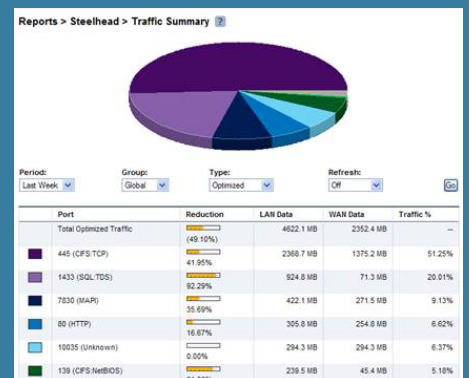 Reports > Steelhead > Traffic Summary ?
Period: Group: Type: Refresh:
Last Week Global Optimized Off Go
Port Reduction LAN Data WAN Data Traffic %
Total Optimized Traffic (49.10%) 4622.1 MB 2352.4 MB --
445 (CIFS:TCP) 41.95% 2368.7 MB 1375.2 MB 51.25%
1433 (SQL:TDS) 92.29% 924.8 MB 71.3 MB 20.01%
7830 (MAPI) 35.69% 422.1 MB 271.5 MB 9.13%
80 (HTTP) 16.67% 305.8 MB 254.8 MB 6.62%
10035 (Unknown) 0.00% 294.3 MB 294.3 MB 6.37%
139 (CIFS:NetBIOS) 239.5 MB 45.4 MB 5.18%